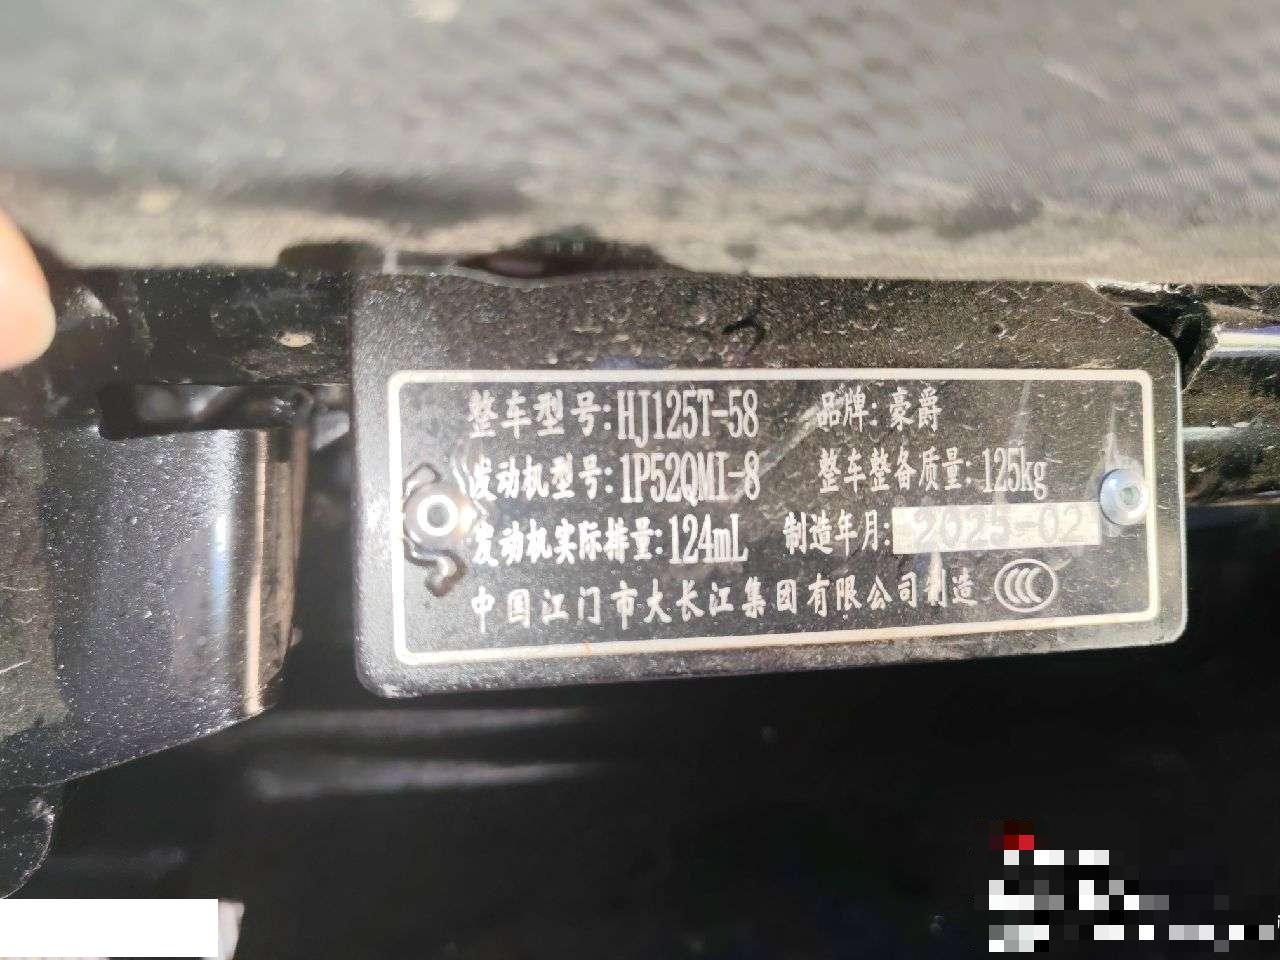 整车型号:HJ125T-58 品牌:豪爵
发动机型号:1P52QMI-8 整车整备质量:125kg
发动机实际排量:124mL 制造年月:2025-02
中国江门市大长江集团有限公司制造 CCC